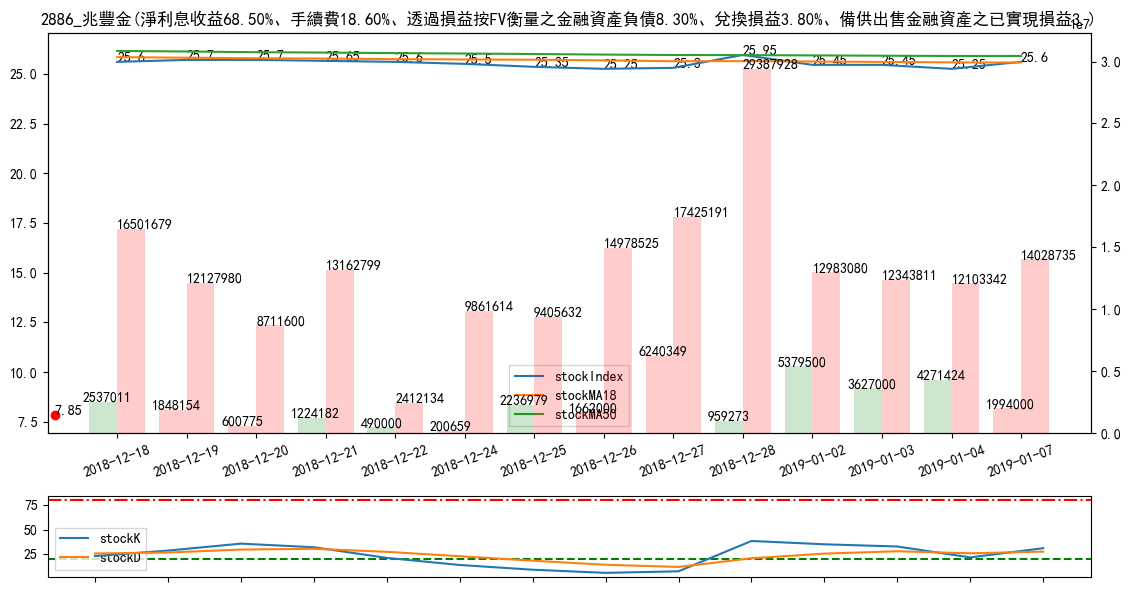 2886_兆豐金(淨利息收益68.50%、手續費18.60%、透過損益按FV衡量之金融資產負債8.30%、兌換損益3.80%、備供出售金融資產之已實現損益3.)
1e7
25.6 25.7 25.7 25.65 25.6 25.5 25.35 25.25 25.3 25.95 25.45 25.45 25.25 25.6
29387928
16501679 12127980 8711600 13162799 2412134 9861614 9405632 14978525 17425191 12983080 12343811 12103342 14028735
7.85
2537011 1848154 600775 1224182 490000 200659 2236979 1662000 6240349 959273 5379500 3627000 4271424 1994000
25.0
22.5
20.0
17.5
15.0
12.5
10.0
7.5
3.0
2.5
2.0
1.5
1.0
0.5
0.0
stockIndex
stockMA18
stockMA50
2018-12-18 2018-12-19 2018-12-20 2018-12-21 2018-12-22 2018-12-24 2018-12-25 2018-12-26 2018-12-27 2018-12-28 2019-01-02 2019-01-03 2019-01-04 2019-01-07
75
50
25
stockK
stockD